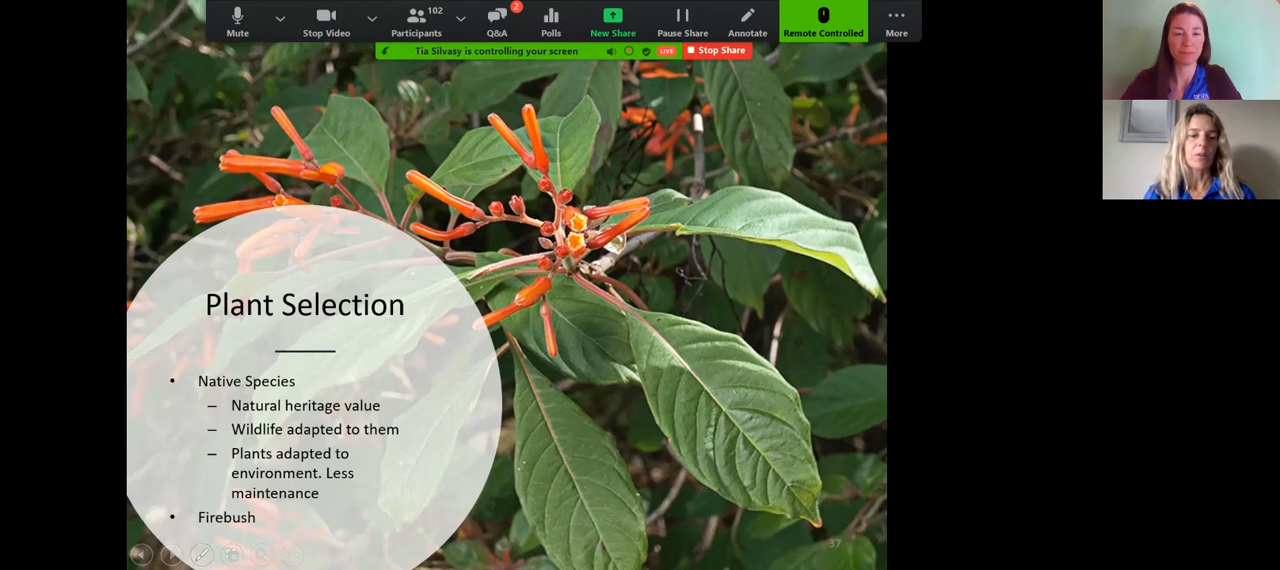 102
2
Mute
Stop Video
Participants
Q&A
Polls
New Share
Pause Share
Annotate
Remote Controlled
More
Tia Silvasy is controlling your screen
LIVE
Stop Share
Plant Selection
• Native Species
– Natural heritage value
– Wildlife adapted to them
– Plants adapted to
environment. Less
maintenance
• Firebush
37